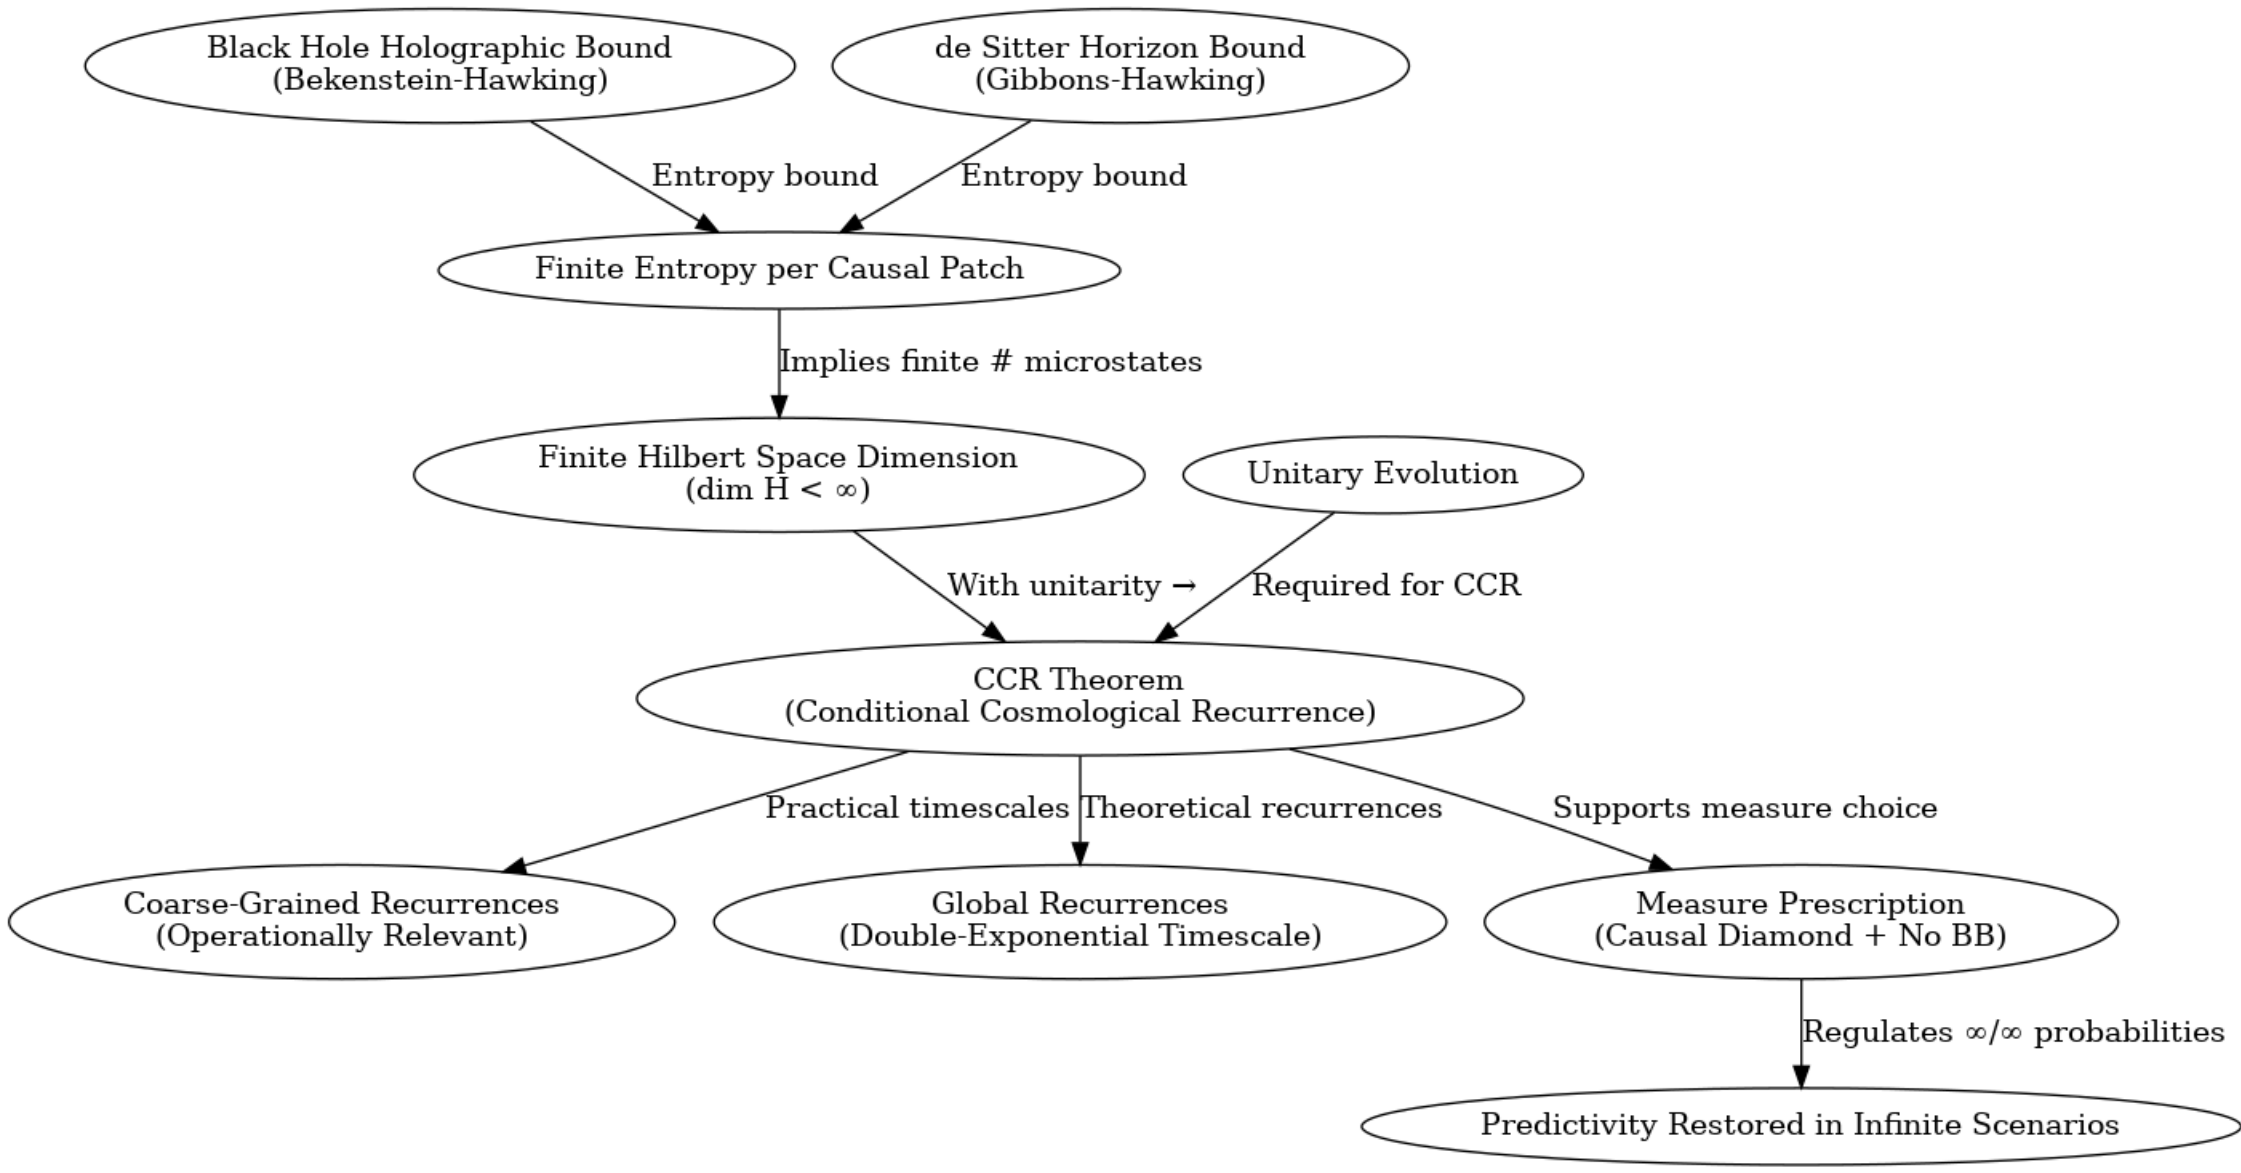 Black Hole Holographic Bound
(Bekenstein-Hawking)
de Sitter Horizon Bound
(Gibbons-Hawking)
Entropy bound
Entropy bound
Finite Entropy per Causal Patch
Implies finite # microstates
Finite Hilbert Space Dimension
(dim H < ∞)
Unitary Evolution
With unitarity →
Required for CCR
CCR Theorem
(Conditional Cosmological Recurrence)
Practical timescales
Theoretical recurrences
Supports measure choice
Coarse-Grained Recurrences
(Operationally Relevant)
Global Recurrences
(Double-Exponential Timescale)
Measure Prescription
(Causal Diamond + No BB)
Regulates ∞/∞ probabilities
Predictivity Restored in Infinite Scenarios